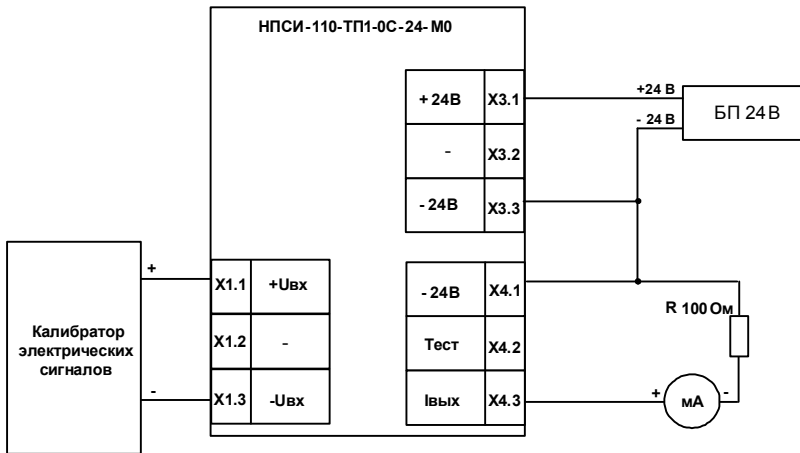 НПСИ-110-ТП1-0С-24-М0
+ 24В X3.1
- X3.2
- 24В X3.3
+24 В
- 24 В
БП 24 В
Калибратор
электрических
сигналов
+
-
X1.1 +Uвх
X1.2 -
X1.3 -Uвх
- 24В X4.1
Тест X4.2
Iвых X4.3
R 100 Ом
+ мА -